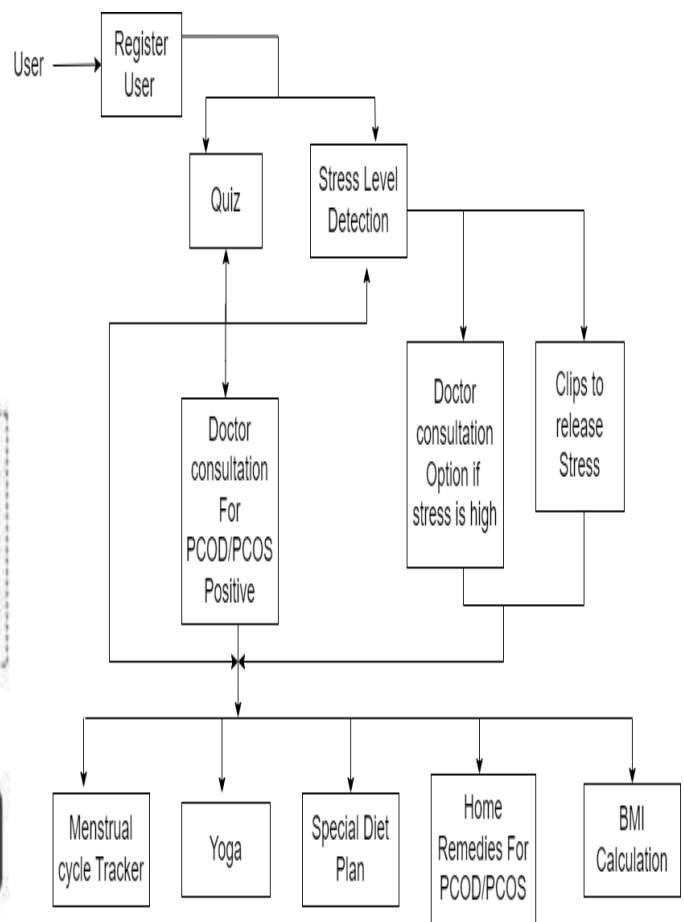 User
Register
User
Quiz
Stress Level
Detection
Doctor
consultation
For
PCOD/PCOS
Positive
Doctor
consultation
Option if
stress is high
Clips to
release
Stress
Menstrual
cycle Tracker
Yoga
Special Diet
Plan
Home
Remedies For
PCOD/PCOS
BMI
Calculation